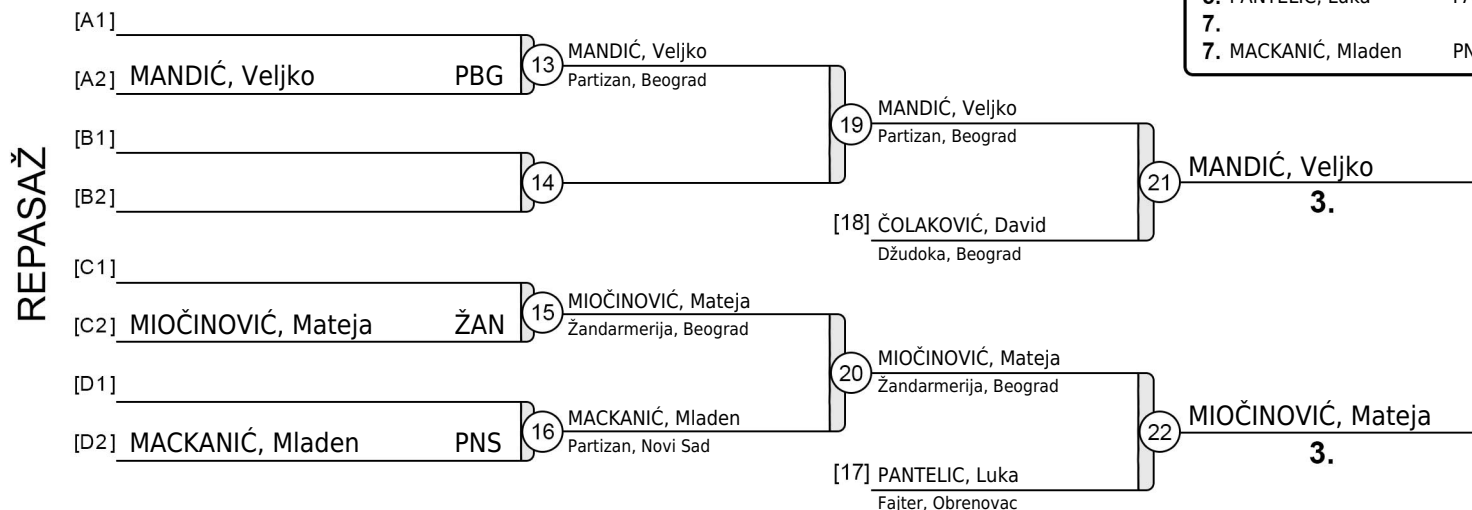 REPASAŽ
[A1]
[A2] MANDIĆ, Veljko PBG
13
MANDIĆ, Veljko
Partizan, Beograd
[B1]
[B2]
14
19
MANDIĆ, Veljko
Partizan, Beograd
[18] ČOLAKOVIĆ, David
Džudoka, Beograd
21
MANDIĆ, Veljko
3.
[C1]
[C2] MIOČINOVIĆ, Mateja ŽAN
15
MIOČINOVIĆ, Mateja
Žandarmerija, Beograd
[D1]
[D2] MACKANIĆ, Mladen PNS
16
MACKANIĆ, Mladen
Partizan, Novi Sad
20
MIOČINOVIĆ, Mateja
Žandarmerija, Beograd
[17] PANTELIC, Luka
Fajter, Obrenovac
22
MIOČINOVIĆ, Mateja
3.
7.
7. MACKANIĆ, Mladen